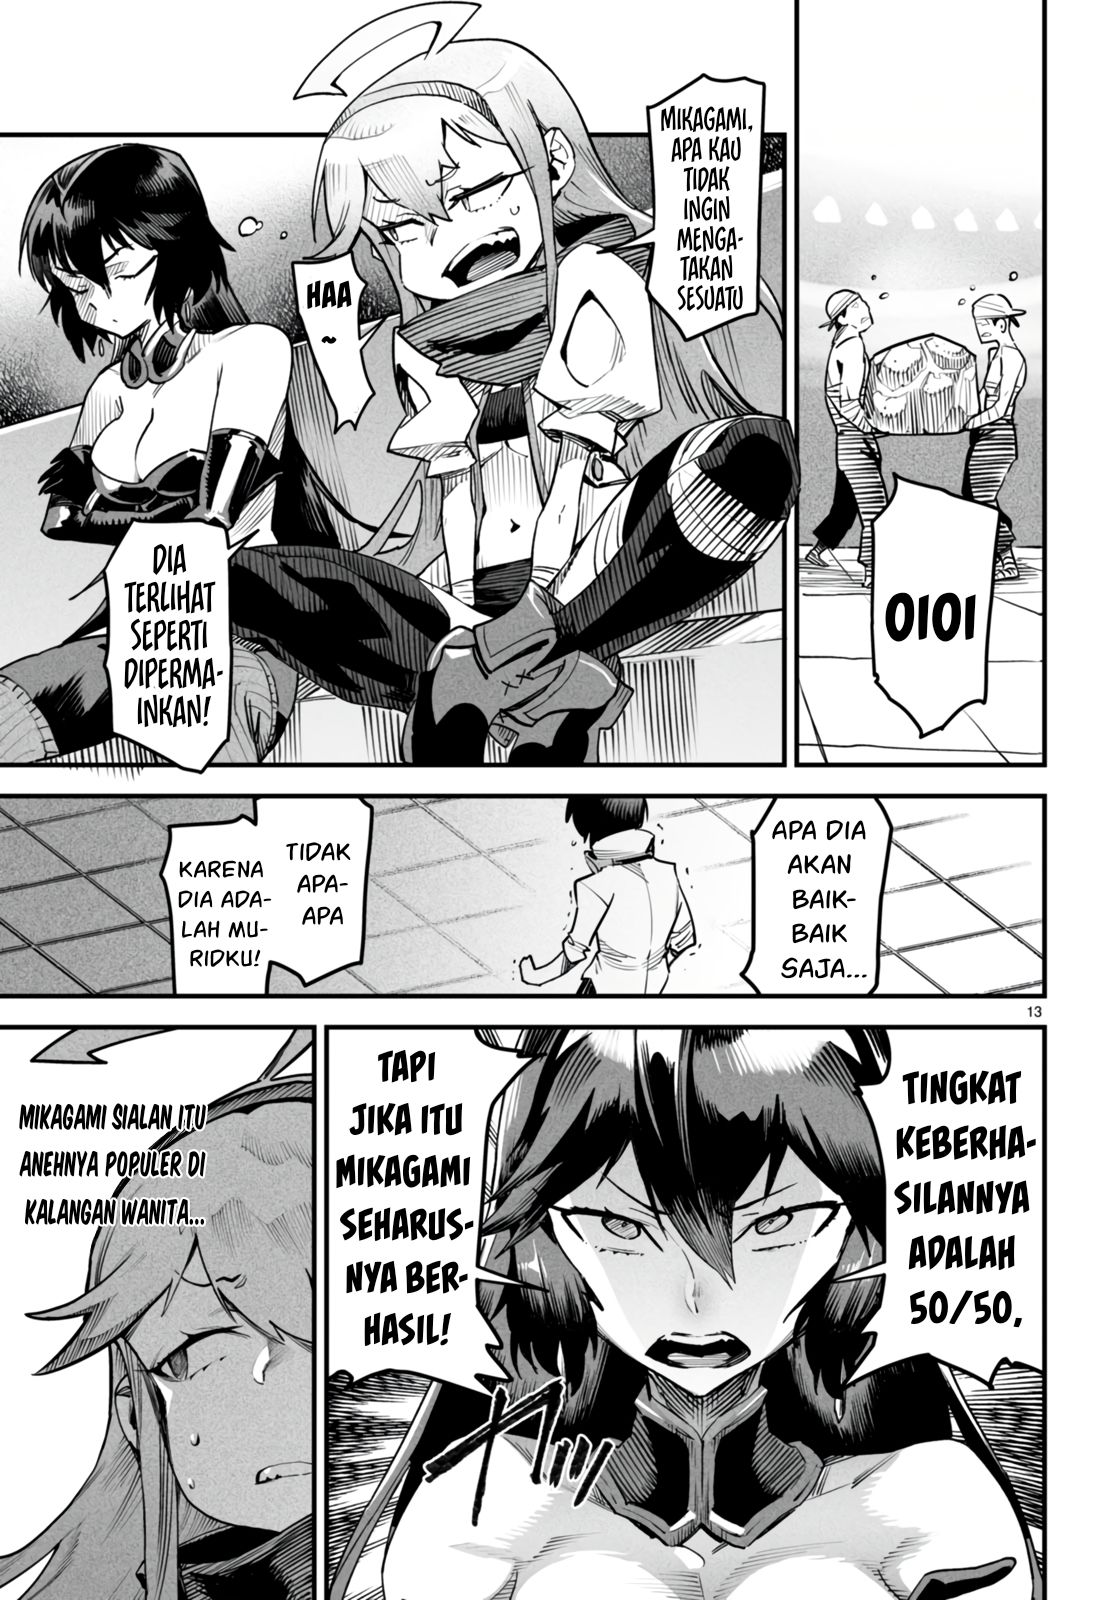 OIOI
MIKAGAMI,
APA KAU
TIDAK
INGIN
MENGA-
TAKAN
SESUATU
HAA
~
DIA
TERLIHAT
SEPERTI
DIPERMA-
INKAN!
APA DIA
AKAN
BAIK-
BAIK
SAJA...
TIDAK
APA-
APA
KARENA
DIA ADA-
LAH MU-
RIDKU!
13
TINGKAT
KEBERHA-
SILANNYA
ADALAH
50/50,
TAPI
JIKA ITU
MIKAGAMI
SEHARUS-
NYA BER-
HASIL!
MIKAGAMI SIALAN ITU
ANEHNYA POPULER DI
KALANGAN WANITA...